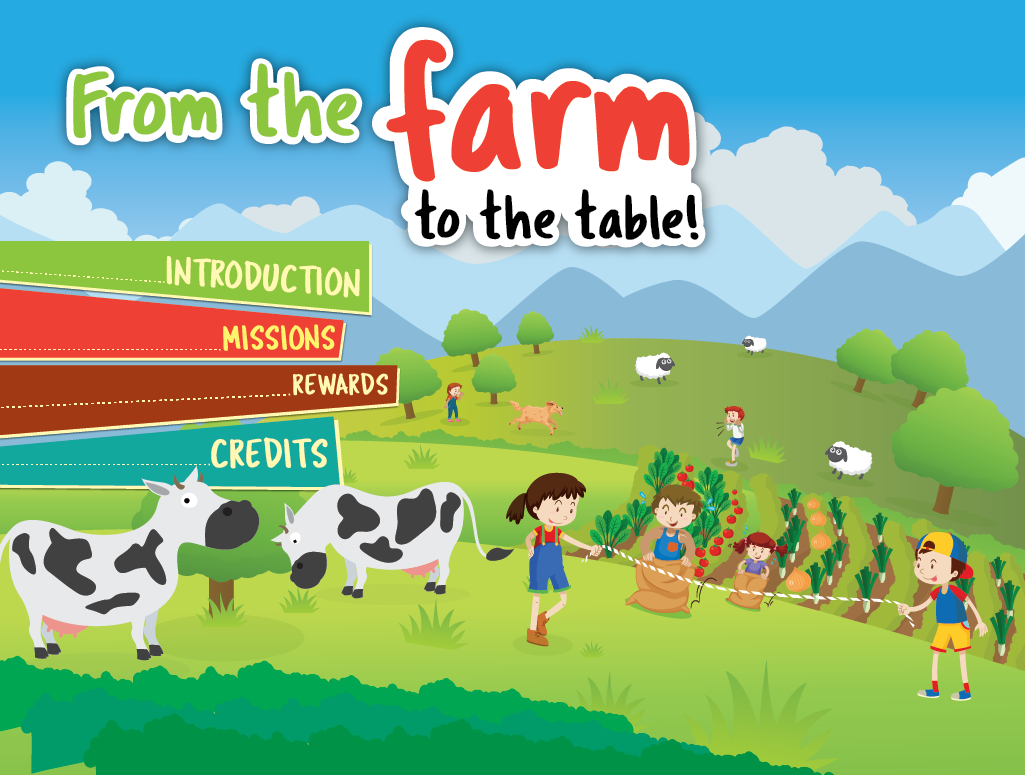 From the farm
to the table!
INTRODUCTION
MISSIONS
REWARDS
CREDITS